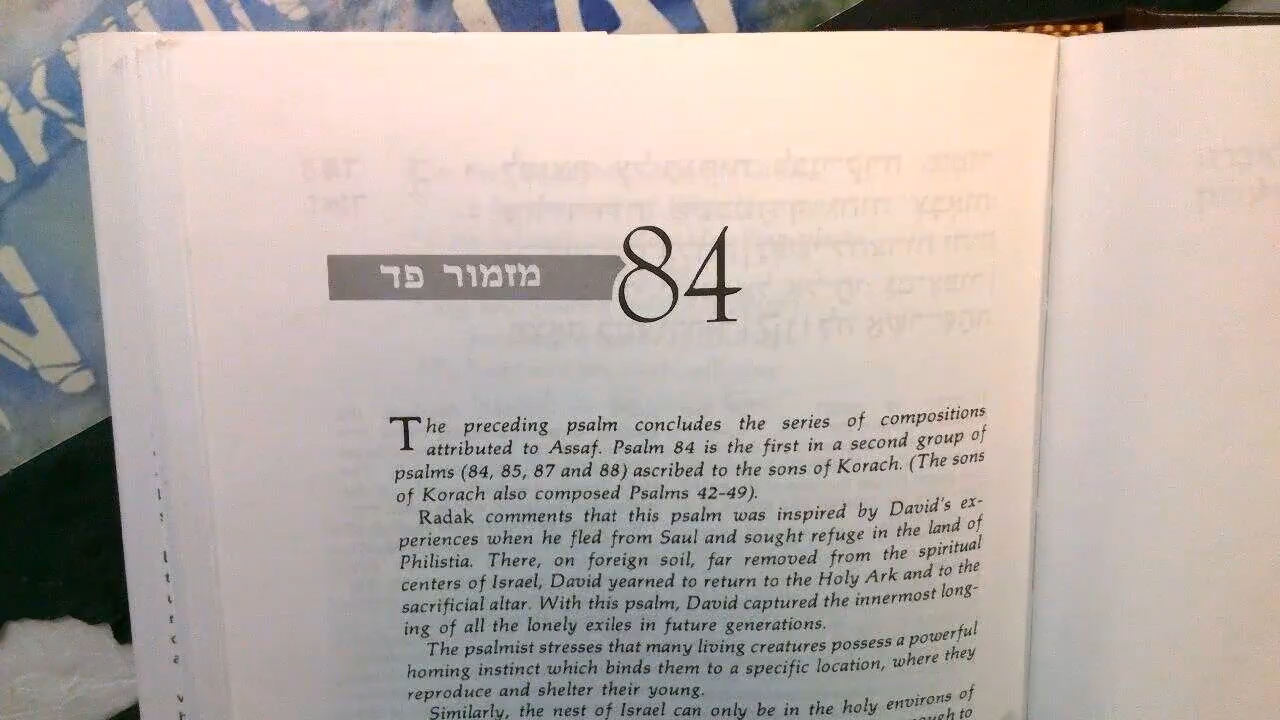 מזמור פד
84
The preceding psalm concludes the series of compositions
attributed to Assaf. Psalm 84 is the first in a second group of
psalms (84, 85, 87 and 88) ascribed to the sons of Korach. (The sons
of Korach also composed Psalms 42-49).
Radak comments that this psalm was inspired by David's ex-
periences when he fled from Saul and sought refuge in the land of
Philistia. There, on foreign soil, far removed from the spiritual
centers of Israel, David yearned to return to the Holy Ark and to the
sacrificial altar. With this psalm, David captured the innermost long-
ing of all the lonely exiles in future generations.
The psalmist stresses that many living creatures possess a powerful
homing instinct which binds them to a specific location, where they
reproduce and shelter their young.
Similarly, the nest of Israel can only be in the holy environs of
to